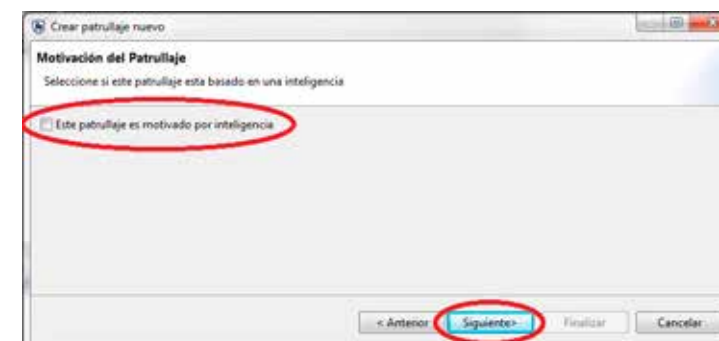 Crear patrullaje nuevo
Motivación del Patrullaje
Seleccione si este patrullaje esta basado en una inteligencia
Este patrullaje es motivado por inteligencia
< Anterior Siguiente> Finalizar Cancelar